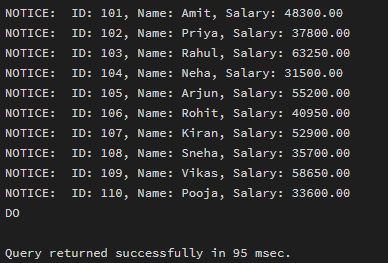 NOTICE:  ID: 101, Name: Amit, Salary: 48300.00
NOTICE:  ID: 102, Name: Priya, Salary: 37800.00
NOTICE:  ID: 103, Name: Rahul, Salary: 63250.00
NOTICE:  ID: 104, Name: Neha, Salary: 31500.00
NOTICE:  ID: 105, Name: Arjun, Salary: 55200.00
NOTICE:  ID: 106, Name: Rohit, Salary: 40950.00
NOTICE:  ID: 107, Name: Kiran, Salary: 52900.00
NOTICE:  ID: 108, Name: Sneha, Salary: 35700.00
NOTICE:  ID: 109, Name: Vikas, Salary: 58650.00
NOTICE:  ID: 110, Name: Pooja, Salary: 33600.00
DO
Query returned successfully in 95 msec.